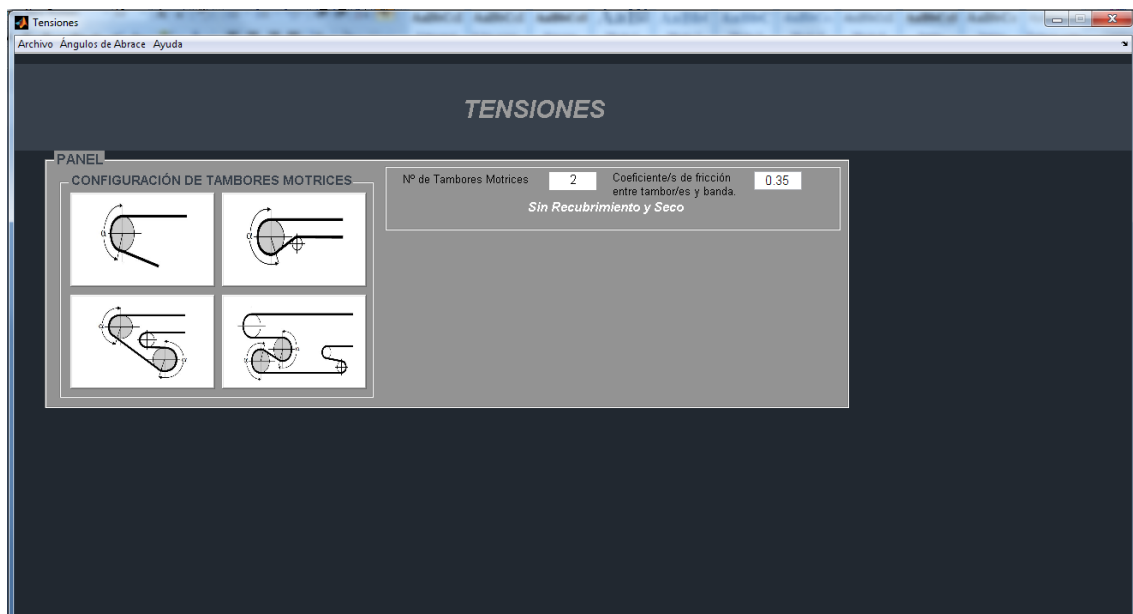 Tensiones
Archivo Ángulos de Abrace Ayuda
TENSIONES
PANEL
CONFIGURACIÓN DE TAMBORES MOTRICES
Nº de Tambores Motrices 2 Coeficiente/s de fricción
entre tambor/es y banda. 0.35
Sin Recubrimiento y Seco
α
α
α
α
α
α